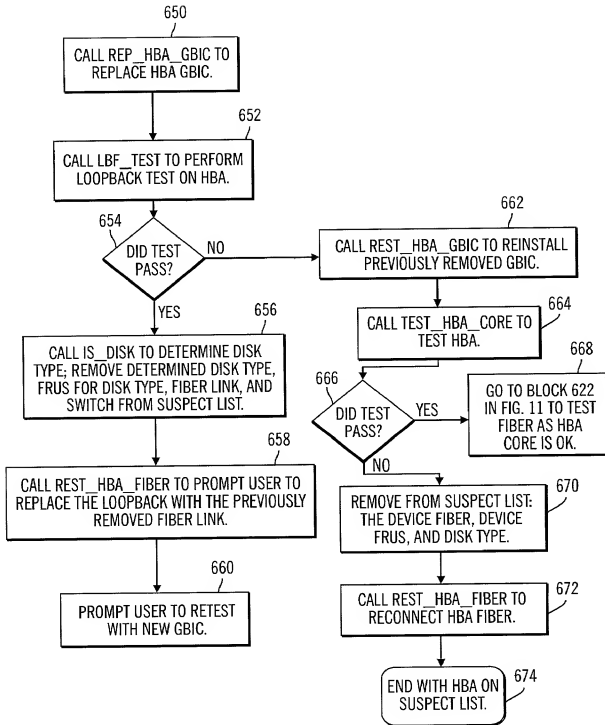 650
CALL REP_HBA_GBIC TO
REPLACE HBA GBIC.
652
CALL LBF_TEST TO PERFORM
LOOPBACK TEST ON HBA.
654
DID TEST
PASS?
NO
YES
656
CALL IS_DISK TO DETERMINE DISK
TYPE; REMOVE DETERMINED DISK TYPE,
FRUS FOR DISK TYPE, FIBER LINK, AND
SWITCH FROM SUSPECT LIST.
658
CALL REST_HBA_FIBER TO PROMPT USER TO
REPLACE THE LOOPBACK WITH THE PREVIOUSLY
REMOVED FIBER LINK.
660
PROMPT USER TO RETEST
WITH NEW GBIC.
662
CALL REST_HBA_GBIC TO REINSTALL
PREVIOUSLY REMOVED GBIC.
664
CALL TEST_HBA_CORE TO
TEST HBA.
666
DID TEST
PASS?
YES
NO
668
GO TO BLOCK 622
IN FIG. 11 TO TEST
FIBER AS HBA
CORE IS OK.
670
REMOVE FROM SUSPECT LIST:
THE DEVICE FIBER, DEVICE
FRUS, AND DISK TYPE.
672
CALL REST_HBA_FIBER TO
RECONNECT HBA FIBER.
674
END WITH HBA ON
SUSPECT LIST.